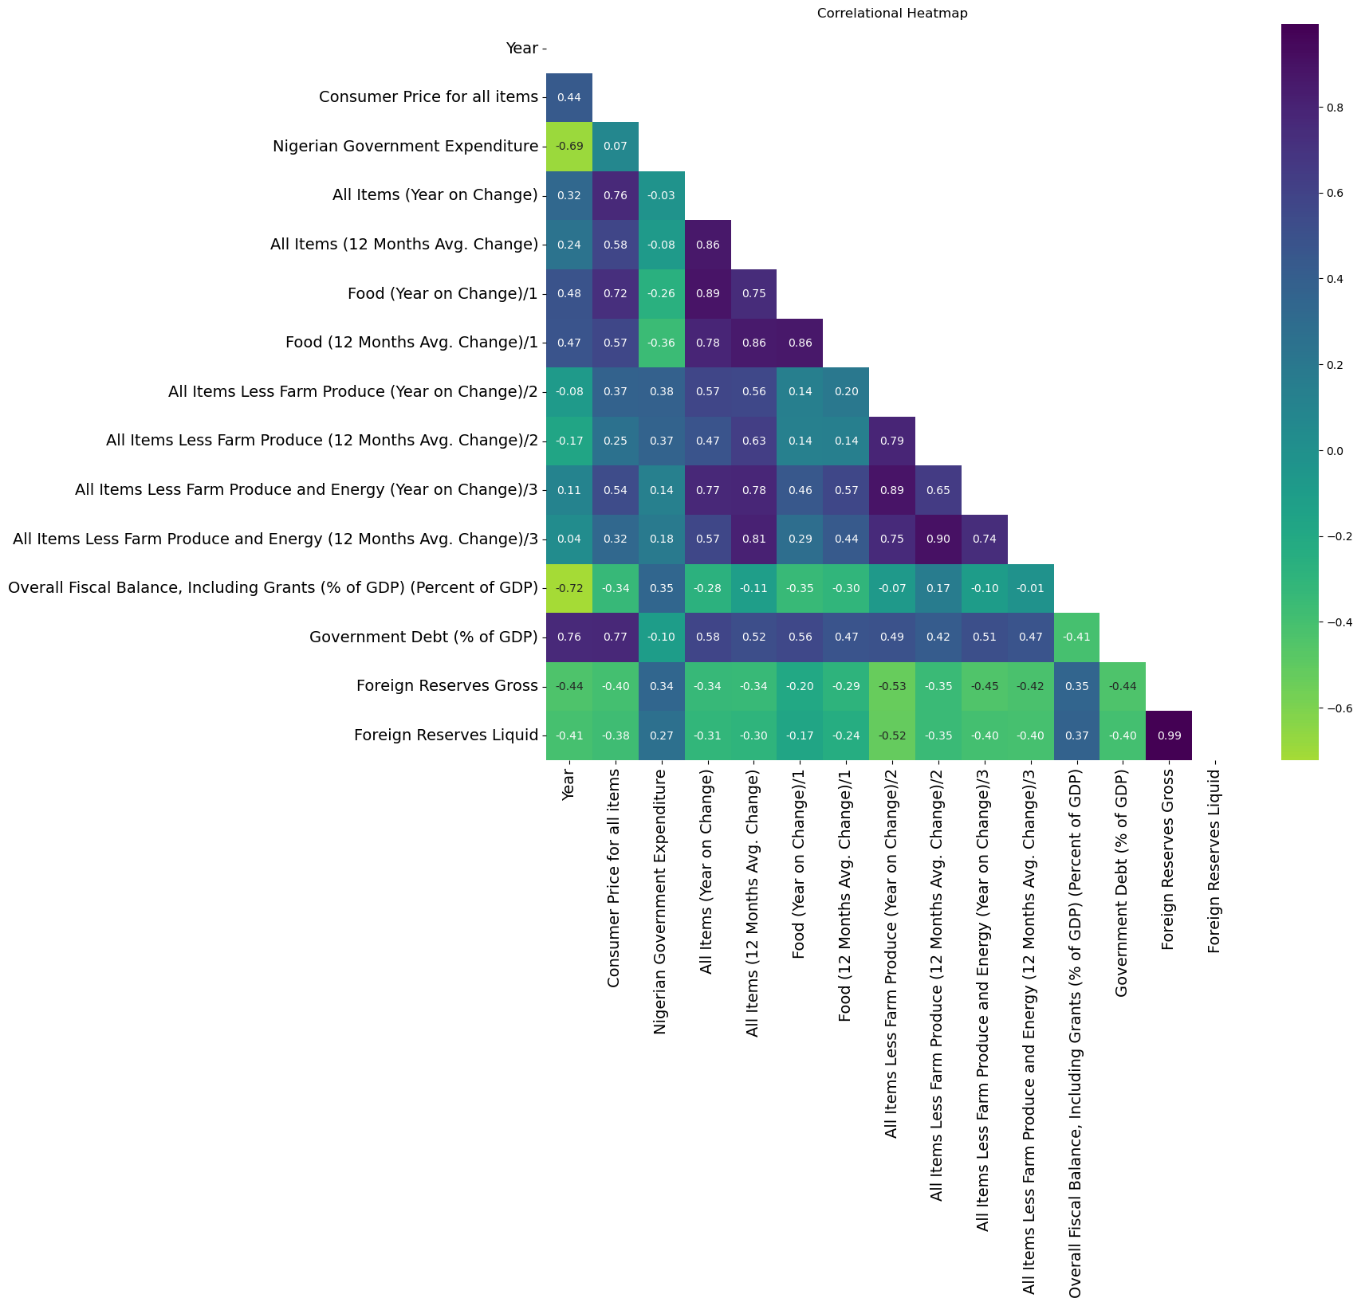 Correlational Heatmap
Year
Consumer Price for all items 0.44
Nigerian Government Expenditure -0.69 0.07
All Items (Year on Change) 0.32 0.76 -0.03
All Items (12 Months Avg. Change) 0.24 0.58 -0.08 0.86
Food (Year on Change)/1 0.48 0.72 -0.26 0.89 0.75
Food (12 Months Avg. Change)/1 0.47 0.57 -0.36 0.78 0.86 0.86
All Items Less Farm Produce (Year on Change)/2 -0.08 0.37 0.38 0.57 0.56 0.14 0.20
All Items Less Farm Produce (12 Months Avg. Change)/2 -0.17 0.25 0.37 0.47 0.63 0.14 0.14 0.79
All Items Less Farm Produce and Energy (Year on Change)/3 0.11 0.54 0.14 0.77 0.78 0.46 0.57 0.89 0.65
All Items Less Farm Produce and Energy (12 Months Avg. Change)/3 0.04 0.32 0.18 0.57 0.81 0.29 0.44 0.75 0.90 0.74
Overall Fiscal Balance, Including Grants (% of GDP) (Percent of GDP) -0.72 -0.34 0.35 -0.28 -0.11 -0.35 -0.30 -0.07 0.17 -0.10 -0.01
Government Debt (% of GDP) 0.76 0.77 -0.10 0.58 0.52 0.56 0.47 0.49 0.42 0.51 0.47 -0.41
Foreign Reserves Gross -0.44 -0.40 0.34 -0.34 -0.34 -0.20 -0.29 -0.53 -0.35 -0.45 -0.42 0.35 -0.44
Foreign Reserves Liquid -0.41 -0.38 0.27 -0.31 -0.30 -0.17 -0.24 -0.52 -0.35 -0.40 -0.40 0.37 -0.40 0.99
Year
Consumer Price for all items
Nigerian Government Expenditure
All Items (Year on Change)
All Items (12 Months Avg. Change)
Food (Year on Change)/1
Food (12 Months Avg. Change)/1
All Items Less Farm Produce (Year on Change)/2
All Items Less Farm Produce (12 Months Avg. Change)/2
All Items Less Farm Produce and Energy (Year on Change)/3
All Items Less Farm Produce and Energy (12 Months Avg. Change)/3
Overall Fiscal Balance, Including Grants (% of GDP) (Percent of GDP)
Government Debt (% of GDP)
Foreign Reserves Gross
Foreign Reserves Liquid
0.8
0.6
0.4
0.2
0.0
−0.2
−0.4
−0.6